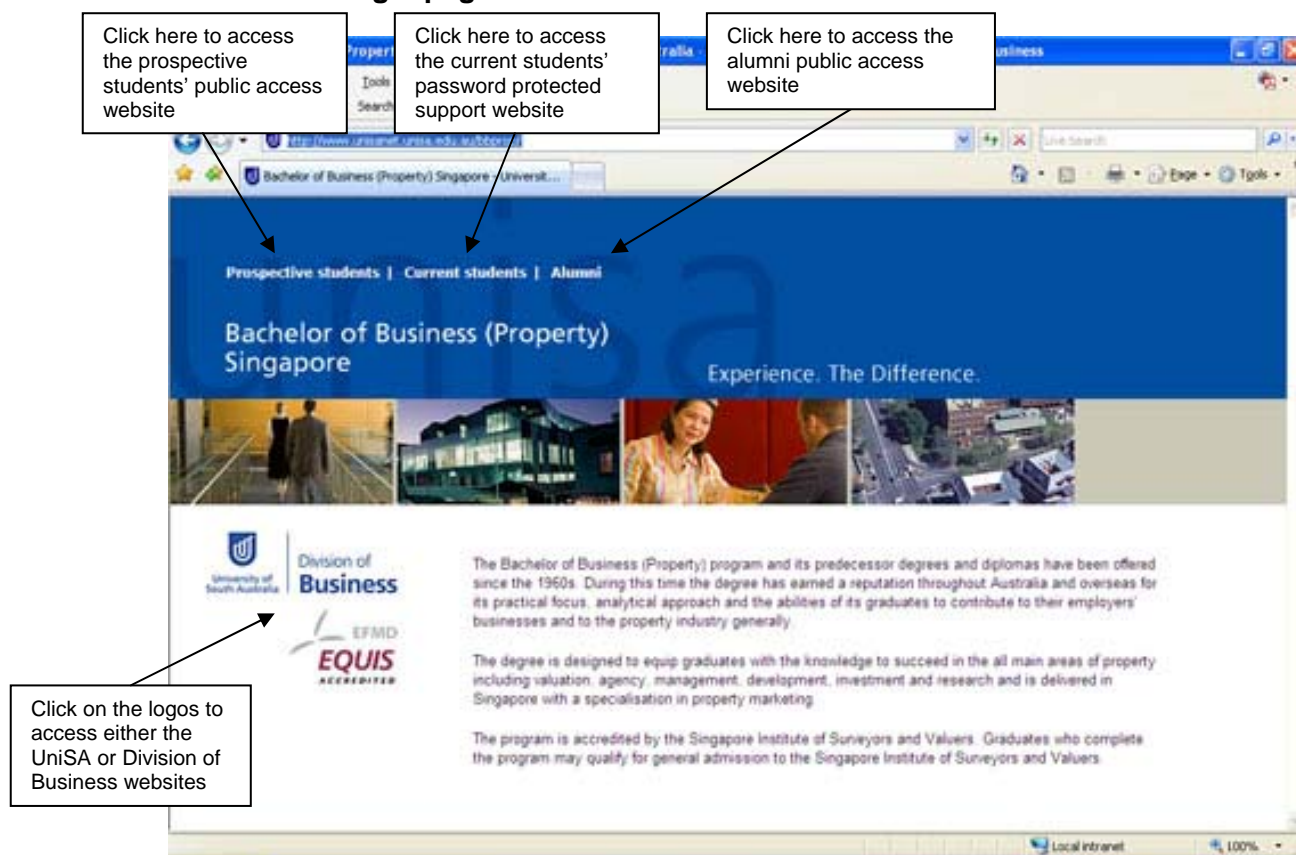 Click here to access
the prospective
students' public access
website
Click here to access
the current students'
password protected
support website
Click here to access the
alumni public access
website
Tools
Search
Live Search
Bachelor of Business (Property) Singapore - Universit...
Page
Tools
Prospective students | Current students | Alumni
unisa
Bachelor of Business (Property)
Singapore
Experience. The Difference.
University of
South Australia
Division of
Business
EFMD
EQUIS
ACCREDITED
The Bachelor of Business (Property) program and its predecessor degrees and diplomas have been offered
since the 1960s. During this time the degree has earned a reputation throughout Australia and overseas for
its practical focus, analytical approach and the abilities of its graduates to contribute to their employers'
businesses and to the property industry generally.
The degree is designed to equip graduates with the knowledge to succeed in the all main areas of property
including valuation, agency, management, development, investment and research and is delivered in
Singapore with a specialisation in property marketing.
The program is accredited by the Singapore Institute of Surveyors and Valuers. Graduates who complete
the program may qualify for general admission to the Singapore Institute of Surveyors and Valuers.
Click on the logos to
access either the
UniSA or Division of
Business websites
Local intranet
100%